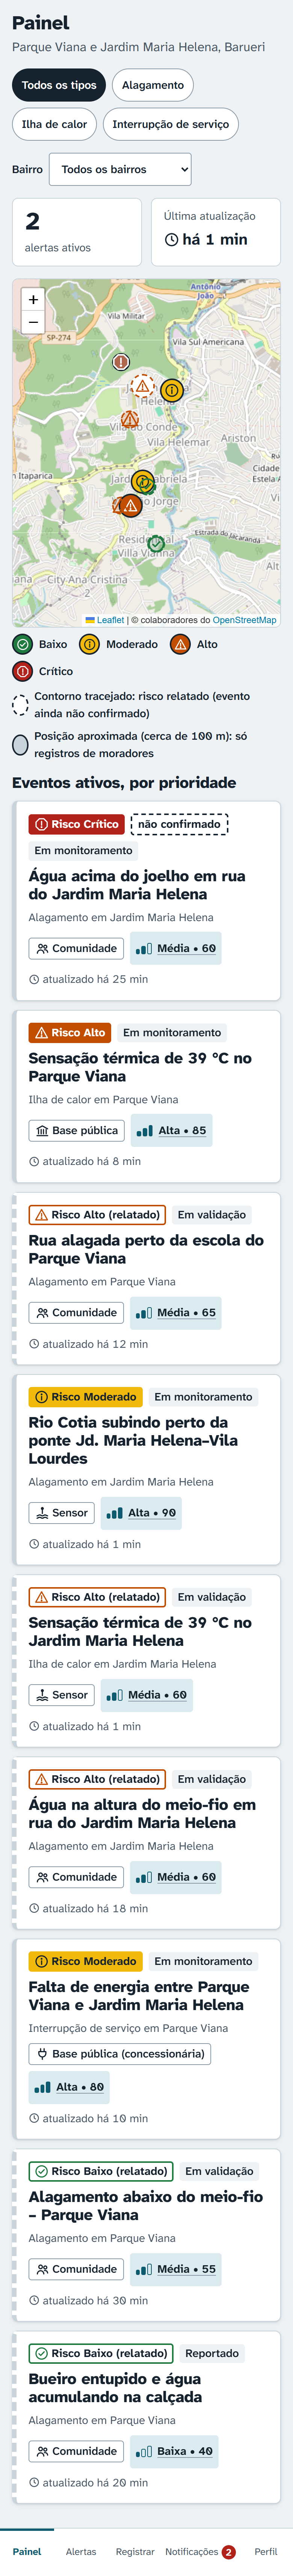 Painel
Parque Viana e Jardim Maria Helena, Barueri
Todos os tipos
Alagamento
Ilha de calor
Interrupção de serviço
Bairro
Todos os bairros
2
alertas ativos
Última atualização
há 1 min
+
−
Antônio
João
Vila Militar
SP-274
Vila Sul Americana
Helena
Conde
Vila Helemar
Ariston
Itaparica
Cidade
Estela
Jorge
Estrada do Jacarandá
Vila Vianna
City Ana Cristina
Leaflet | © colaboradores do OpenStreetMap
Baixo
Moderado
Alto
Crítico
Contorno tracejado: risco relatado (evento
ainda não confirmado)
Posição aproximada (cerca de 100 m): só
registros de moradores
Eventos ativos, por prioridade
Risco Crítico
não confirmado
Em monitoramento
Água acima do joelho em rua
do Jardim Maria Helena
Alagamento em Jardim Maria Helena
Comunidade
Média • 60
atualizado há 25 min
Risco Alto
Em monitoramento
Sensação térmica de 39 °C no
Parque Viana
Ilha de calor em Parque Viana
Base pública
Alta • 85
atualizado há 8 min
Risco Alto (relatado)
Em validação
Rua alagada perto da escola do
Parque Viana
Alagamento em Parque Viana
Comunidade
Média • 65
atualizado há 12 min
Risco Moderado
Em monitoramento
Rio Cotia subindo perto da
ponte Jd. Maria Helena–Vila
Lourdes
Alagamento em Jardim Maria Helena
Sensor
Alta • 90
atualizado há 1 min
Risco Alto (relatado)
Em validação
Sensação térmica de 39 °C no
Jardim Maria Helena
Ilha de calor em Jardim Maria Helena
Sensor
Média • 60
atualizado há 1 min
Risco Alto (relatado)
Em validação
Água na altura do meio-fio em
rua do Jardim Maria Helena
Alagamento em Jardim Maria Helena
Comunidade
Média • 60
atualizado há 18 min
Risco Moderado
Em monitoramento
Falta de energia entre Parque
Viana e Jardim Maria Helena
Interrupção de serviço em Parque Viana
Base pública (concessionária)
Alta • 80
atualizado há 10 min
Risco Baixo (relatado)
Em validação
Alagamento abaixo do meio-fio
– Parque Viana
Alagamento em Parque Viana
Comunidade
Média • 55
atualizado há 30 min
Risco Baixo (relatado)
Reportado
Bueiro entupido e água
acumulando na calçada
Alagamento em Parque Viana
Comunidade
Baixa • 40
atualizado há 20 min
Painel
Alertas
Registrar
Notificações 2
Perfil